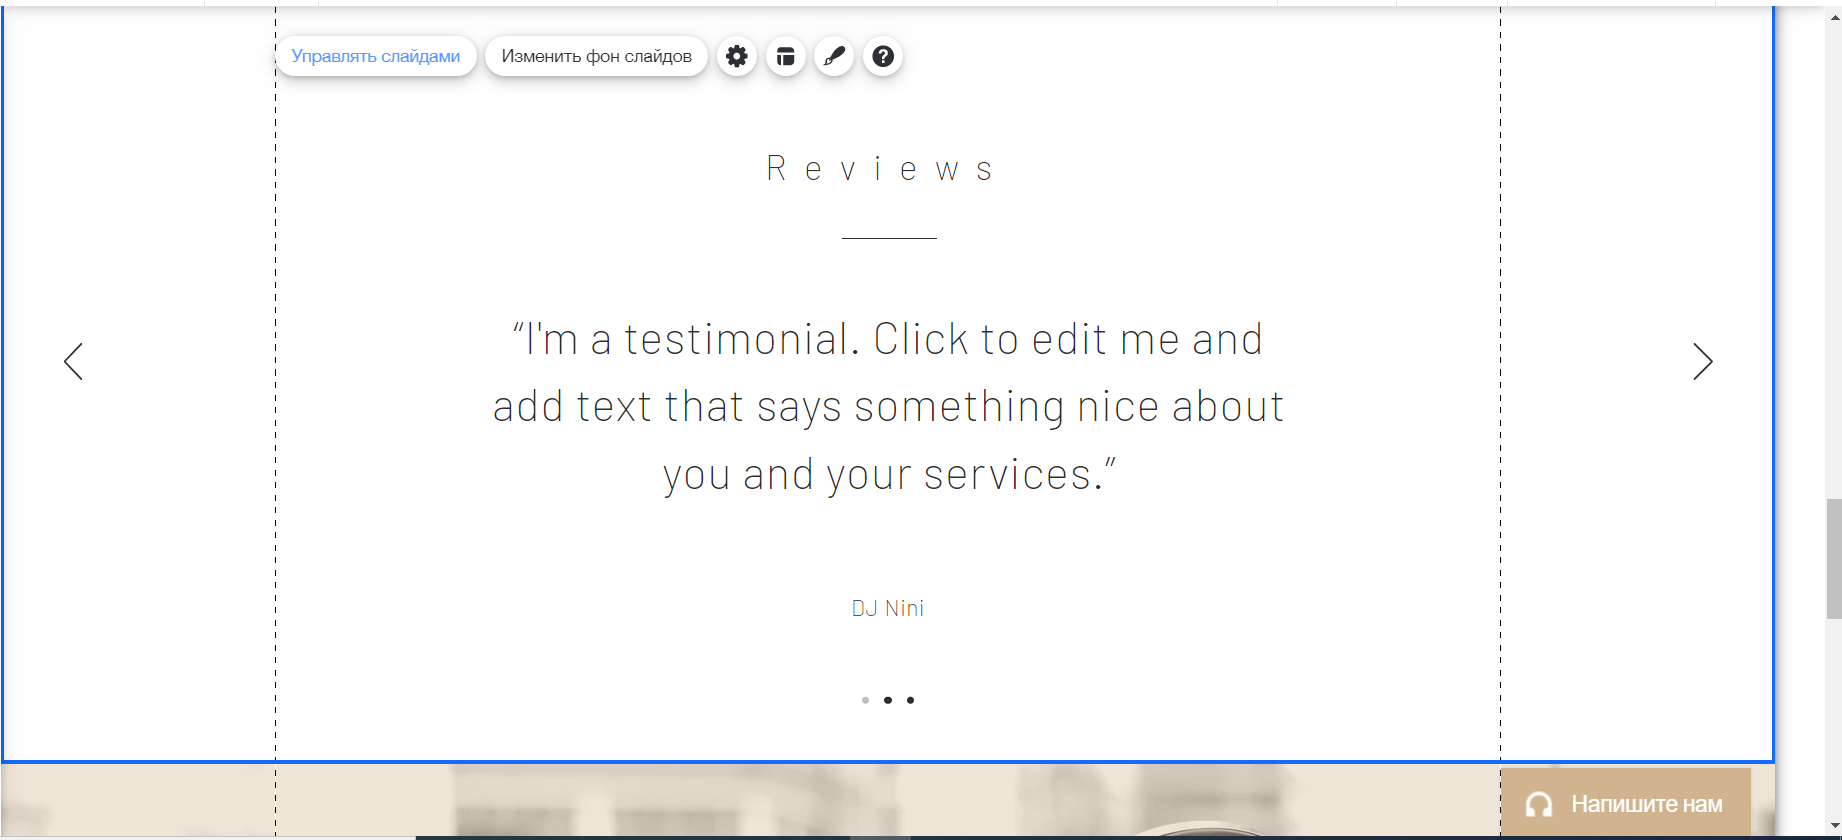 Управлять слайдами Изменить фон слайдов
Reviews
“I'm a testimonial. Click to edit me and
add text that says something nice about
you and your services.”
DJ Nini
Напишите нам